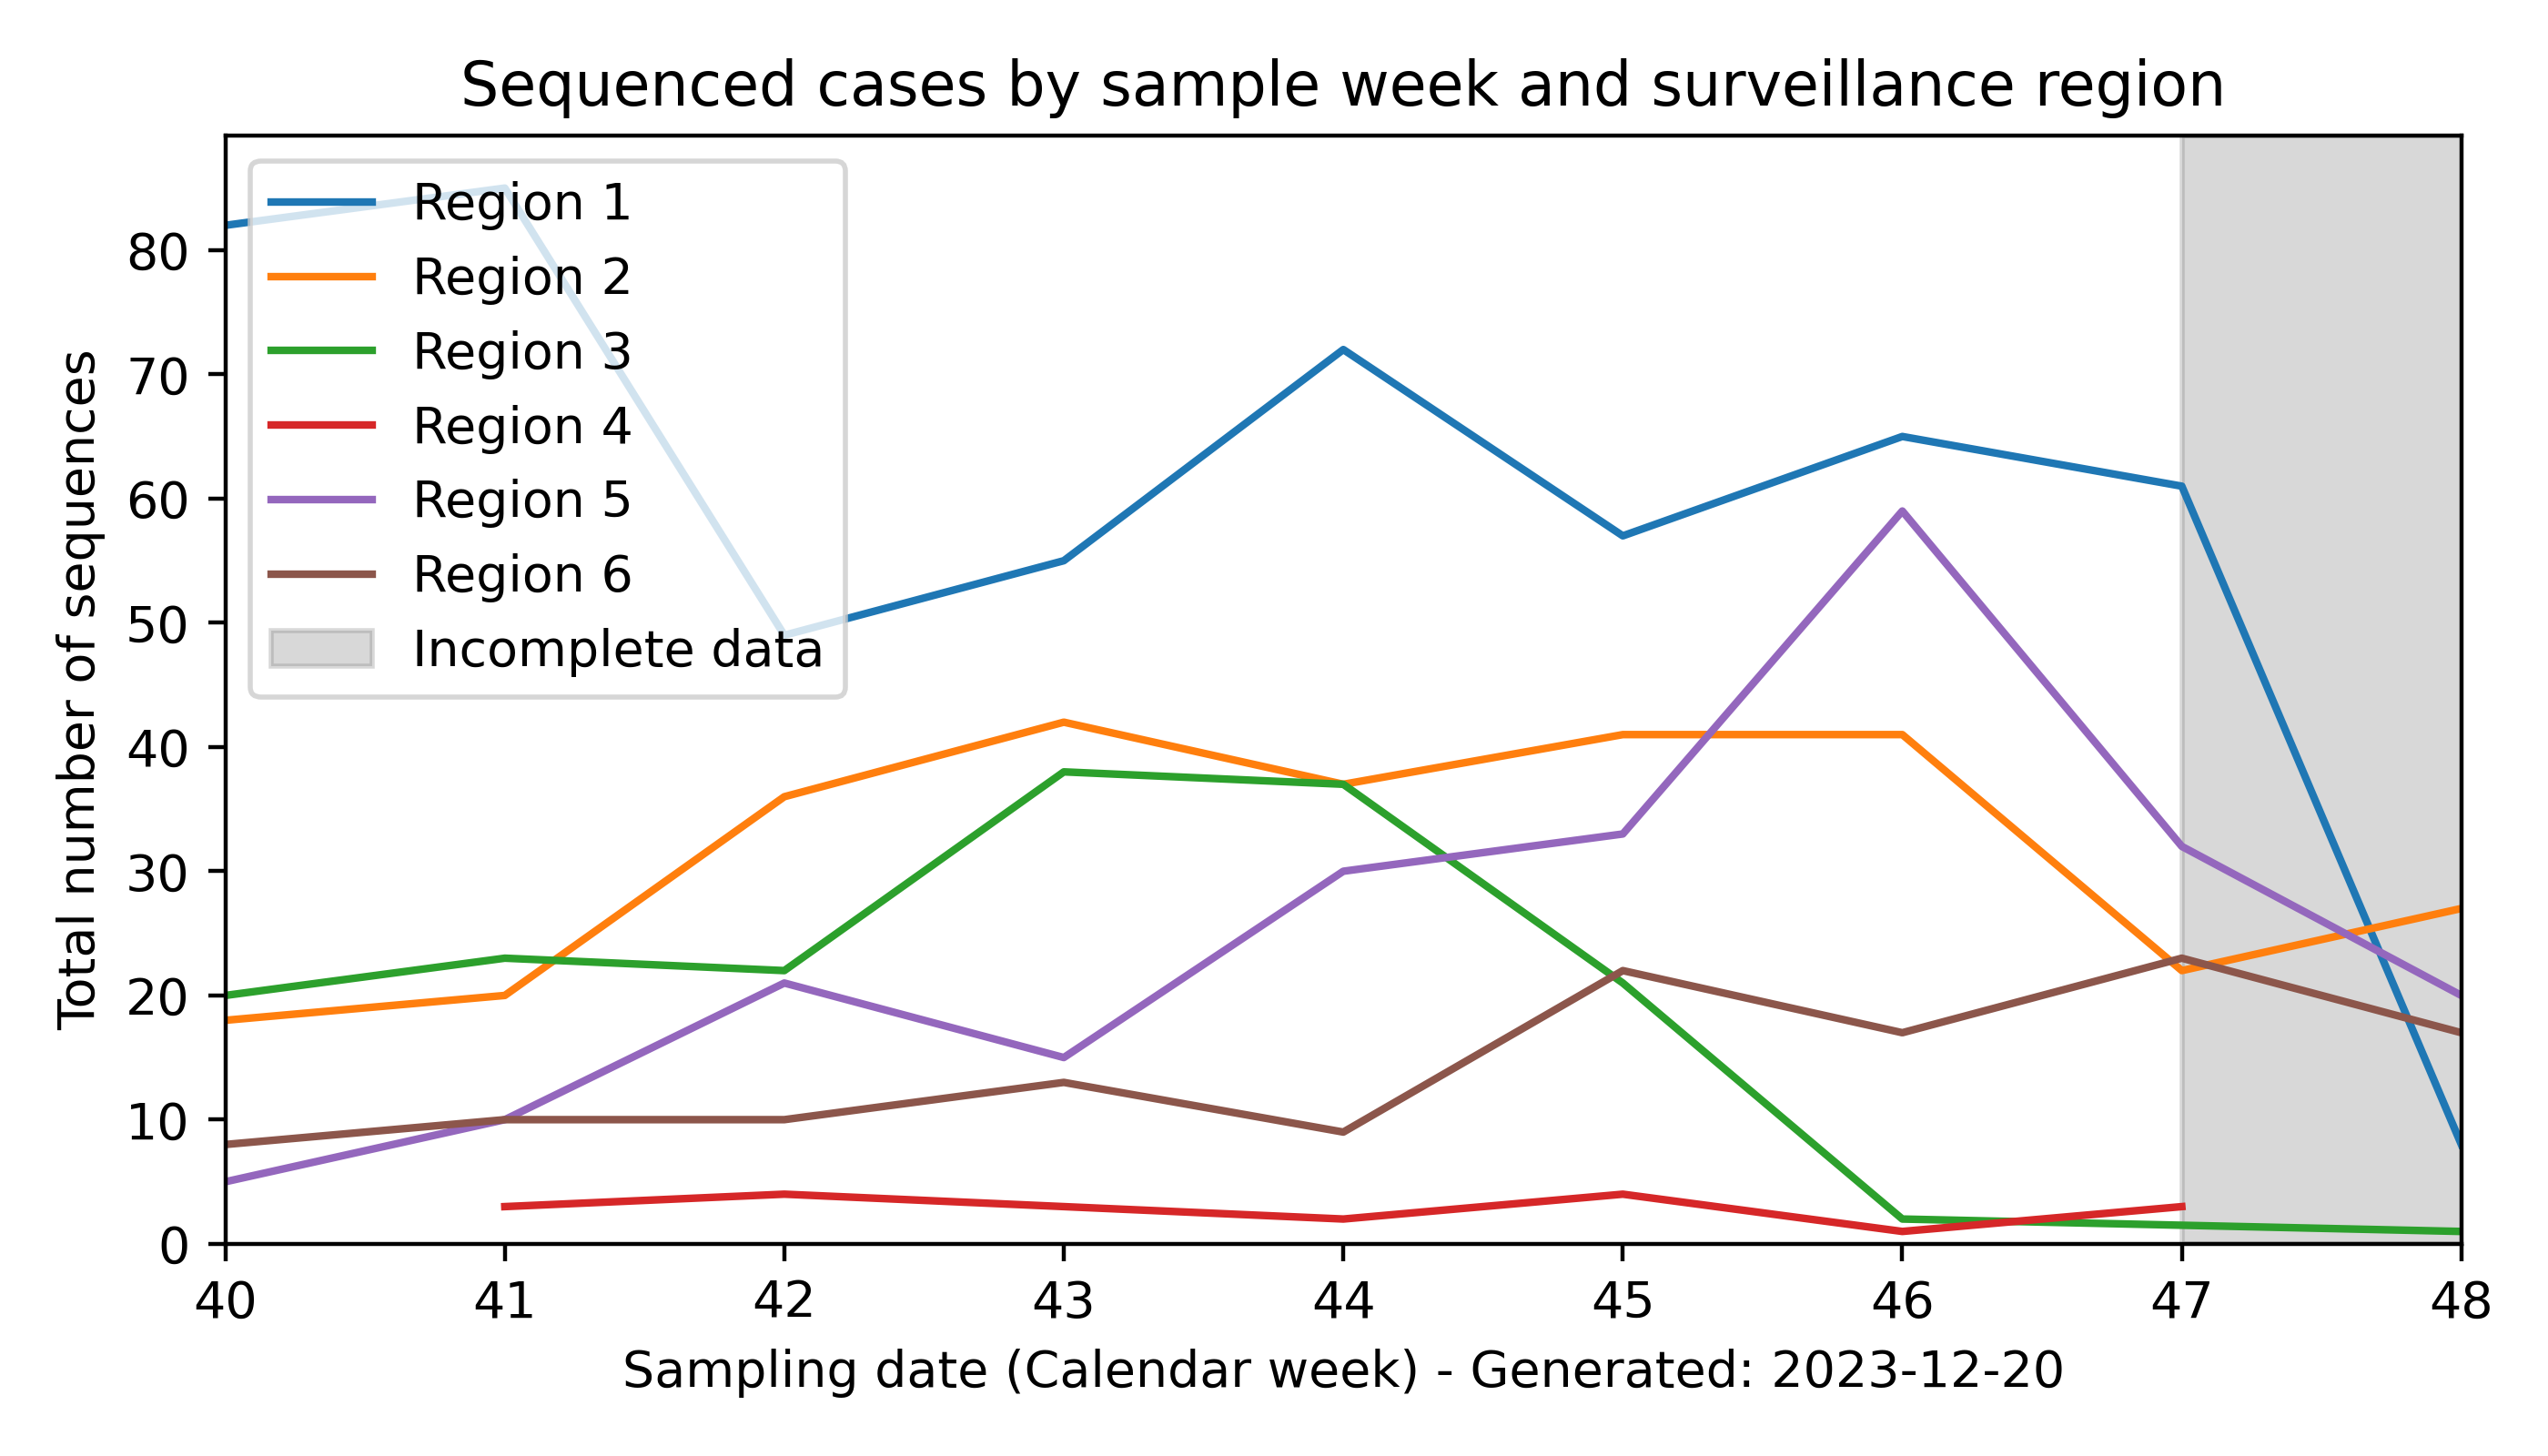 Sequenced cases by sample week and surveillance region
Region 1
Region 2
Region 3
Region 4
Region 5
Region 6
Incomplete data
Total number of sequences
80
70
60
50
40
30
20
10
0
40 41 42 43 44 45 46 47 48
Sampling date (Calendar week) - Generated: 2023-12-20